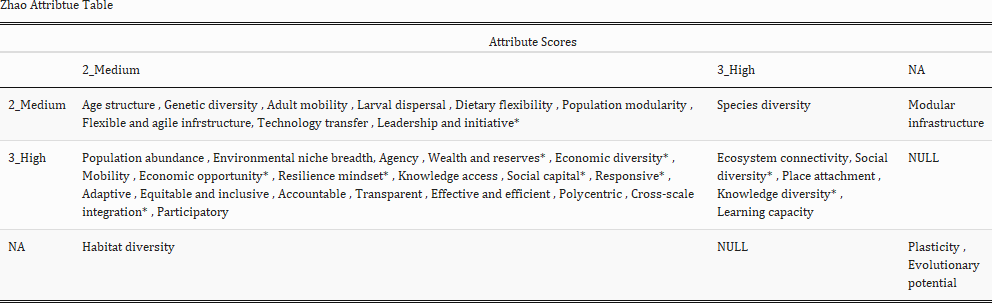 Zhao Attribtue Table
Attribute Scores
2_Medium 3_High NA
2_Medium Age structure , Genetic diversity , Adult mobility , Larval dispersal , Dietary flexibility , Population modularity , Species diversity Modular
Flexible and agile infrstructure, Technology transfer , Leadership and initiative* infrastructure
3_High Population abundance , Environmental niche breadth, Agency , Wealth and reserves* , Economic diversity* , Ecosystem connectivity, Social NULL
Mobility , Economic opportunity* , Resilience mindset* , Knowledge access , Social capital* , Responsive* , diversity* , Place attachment ,
Adaptive , Equitable and inclusive , Accountable , Transparent , Effective and efficient , Polycentric , Cross-scale Knowledge diversity* ,
integration* , Participatory Learning capacity
NA Habitat diversity NULL Plasticity ,
Evolutionary
potential